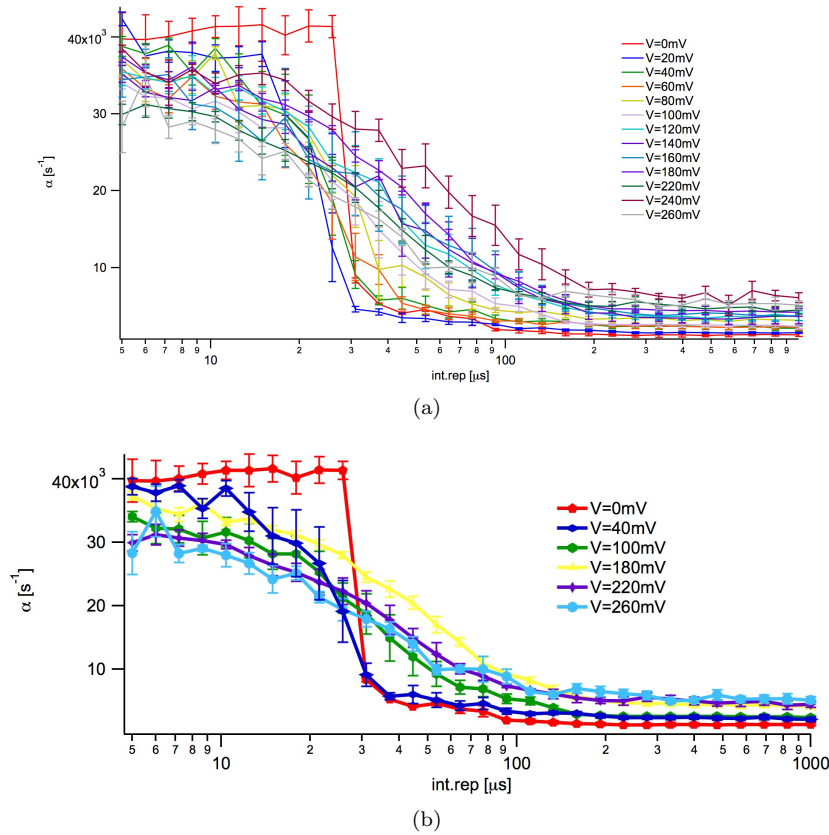 40x10³
30
20
10
α [s⁻¹]
V=0mV
V=20mV
V=40mV
V=60mV
V=80mV
V=100mV
V=120mV
V=140mV
V=160mV
V=180mV
V=220mV
V=240mV
V=260mV
5 6 7 8 9 10 2 3 4 5 6 7 8 9 100 2 3 4 5 6 7 8 9
int.rep [μs]
(a)
40x10³
30
20
10
α [s⁻¹]
V=0mV
V=40mV
V=100mV
V=180mV
V=220mV
V=260mV
5 6 7 8 9 10 2 3 4 5 6 7 8 9 100 2 3 4 5 6 7 8 9 1000
int.rep [μs]
(b)